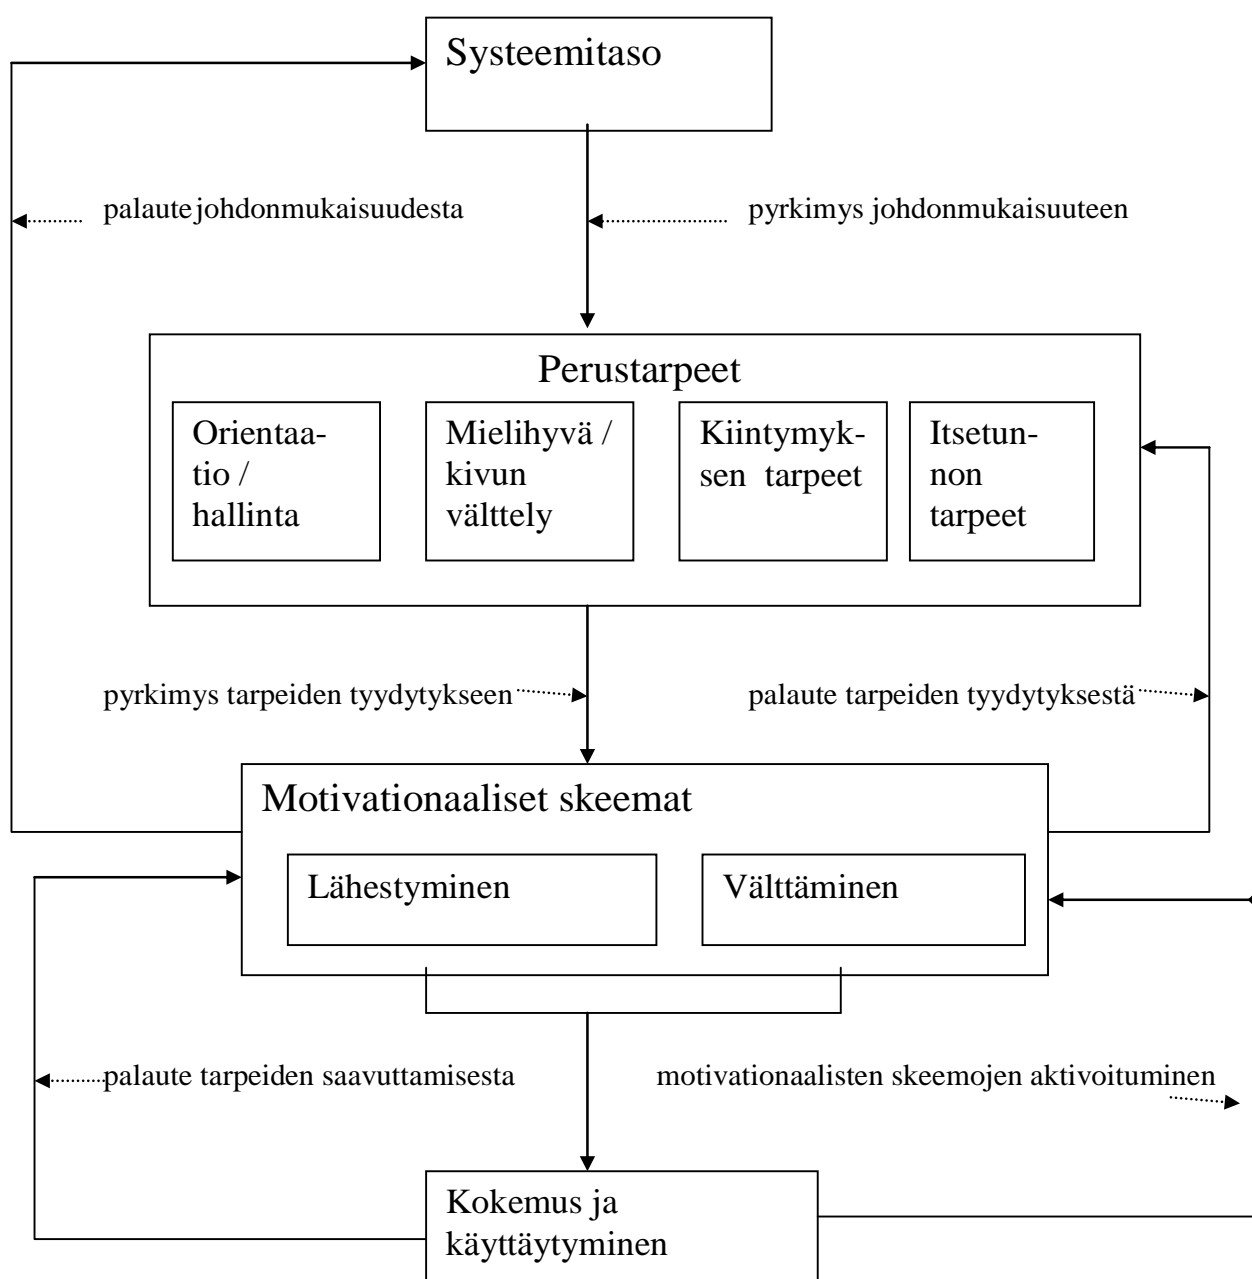 Systeemitaso
palaute johdonmukaisuudesta
pyrkimys johdonmukaisuuteen
Perustarpeet
Orientaa-
tio /
hallinta
Mielihyvä /
kivun
välttely
Kiintymyk-
sen tarpeet
Itsetun-
non
tarpeet
pyrkimys tarpeiden tyydytykseen
palaute tarpeiden tyydytyksestä
Motivationaaliset skeemat
Lähestyminen
Välttäminen
palaute tarpeiden saavuttamisesta
motivationaalisten skeemojen aktivoituminen
Kokemus ja
käyttäytyminen